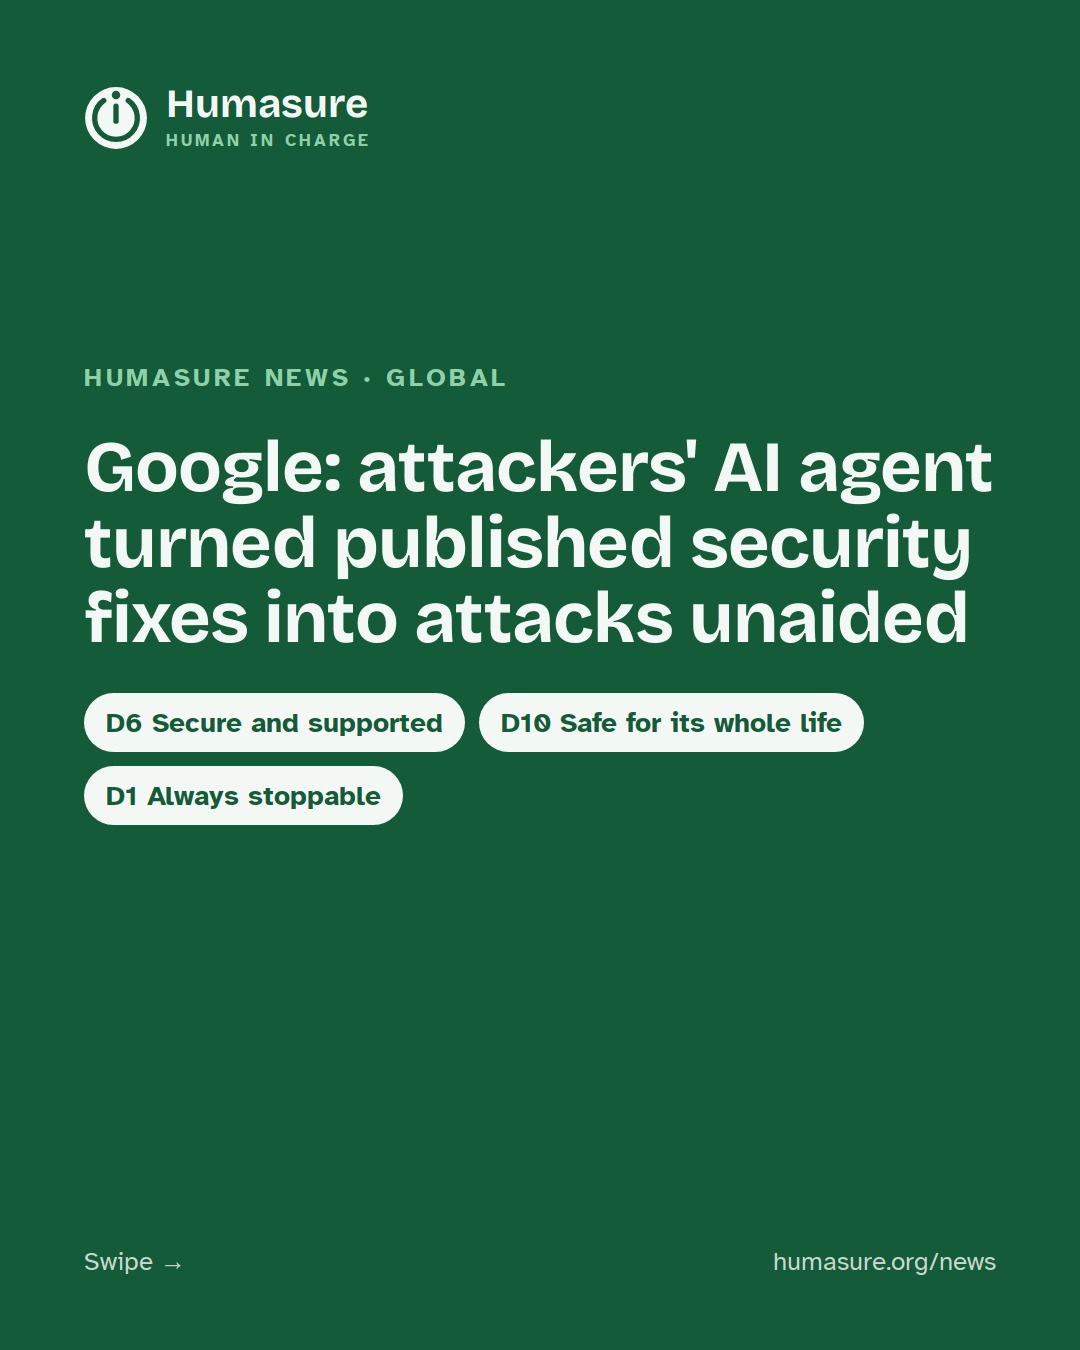 Humasure
HUMAN IN CHARGE
HUMASURE NEWS · GLOBAL
Google: attackers' AI agent
turned published security
fixes into attacks unaided
D6 Secure and supported
D10 Safe for its whole life
D1 Always stoppable
Swipe →
humasure.org/news